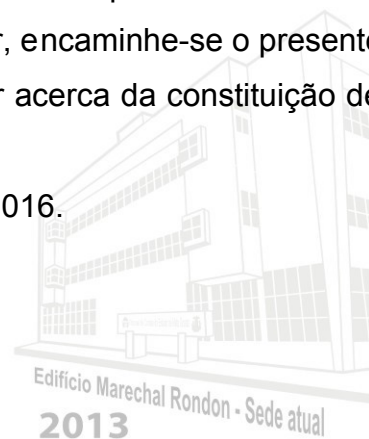 r, encaminhe-se o presente
r acerca da constituição de
016.
Edifício Marechal Rondon - Sede atual
2013